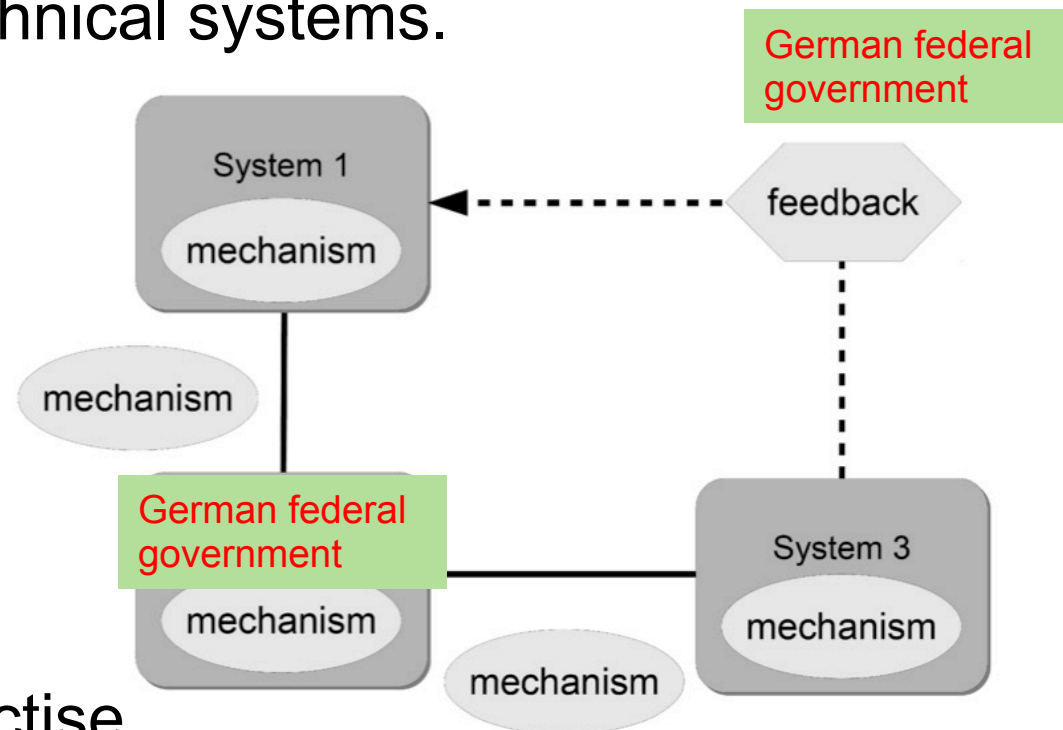 hnical systems.
German federal
government
System 1
feedback
mechanism
mechanism
German federal
government
System 3
mechanism
mechanism
mechanism
ctise